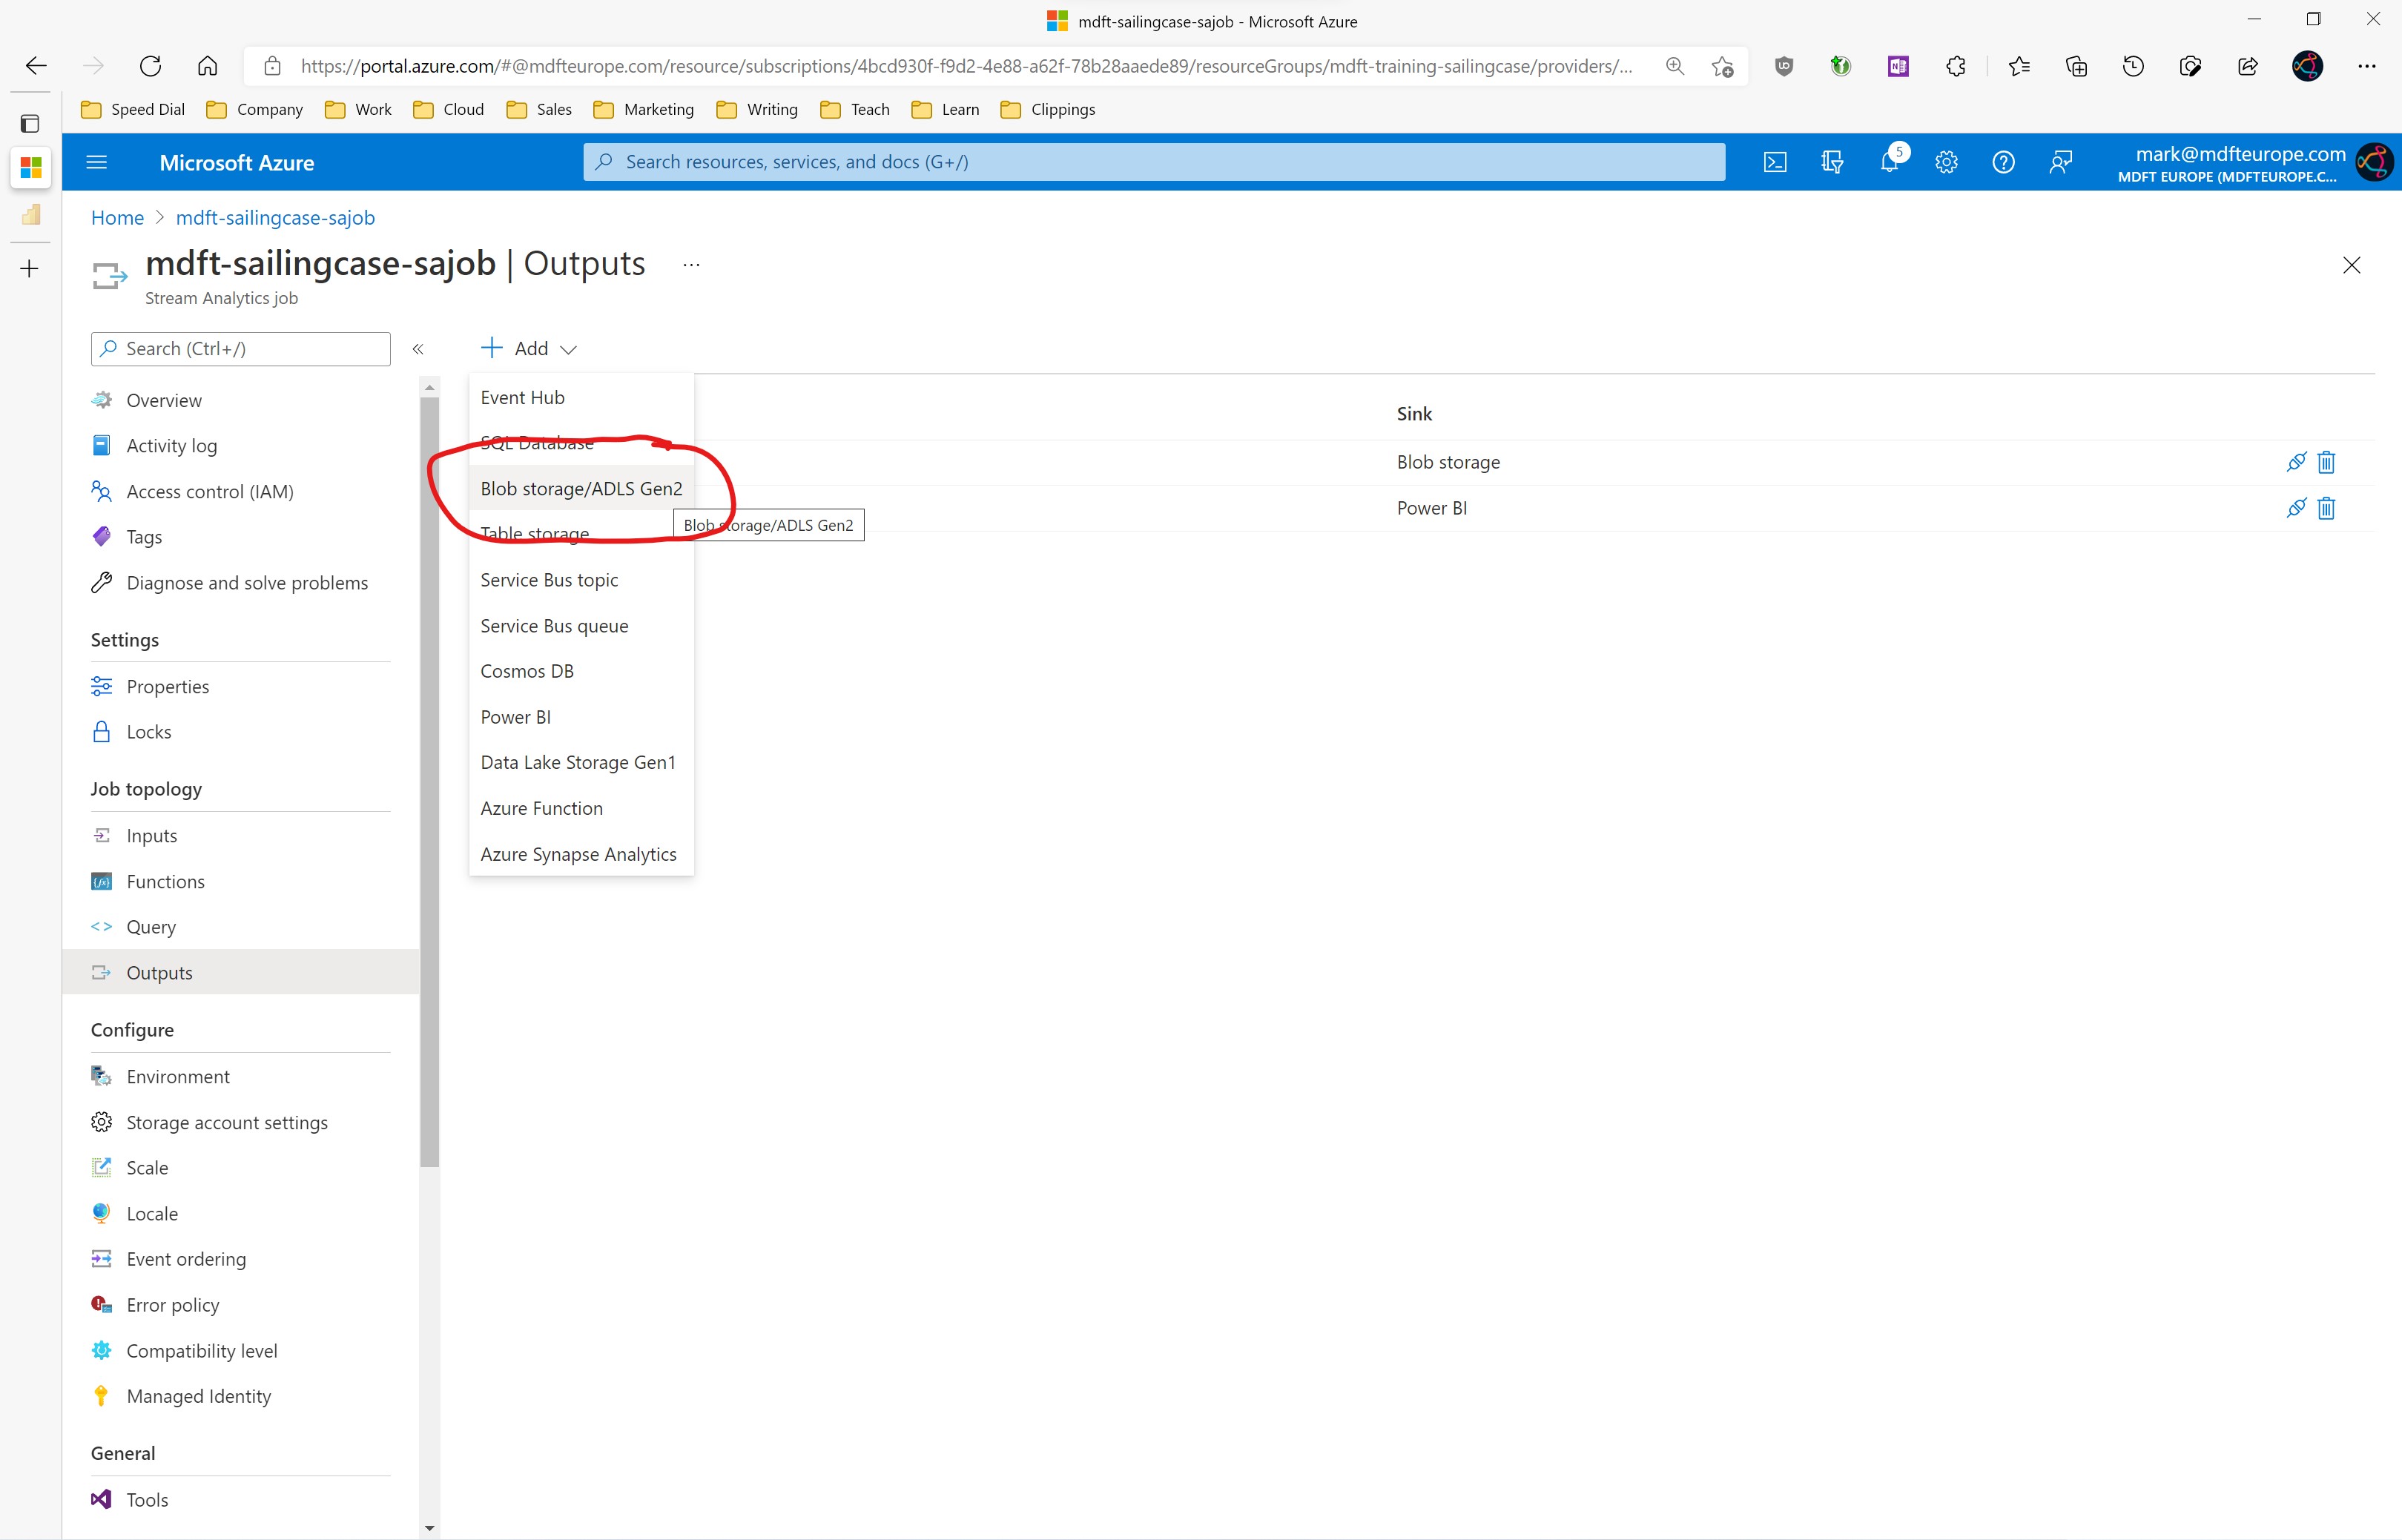 mdft-sailingcase-sajob - Microsoft Azure
https://portal.azure.com/#@mdfteurope.com/resource/subscriptions/4bcd930f-f9d2-4e88-a62f-78b28aaede89/resourceGroups/mdft-training-sailingcase/providers/...
Speed Dial Company Work Cloud Sales Marketing Writing Teach Learn Clippings
Microsoft Azure
Search resources, services, and docs (G+/)
5
mark@mdfteurope.com
MDFT EUROPE (MDFTEUROPE.C...
Home > mdft-sailingcase-sajob
mdft-sailingcase-sajob | Outputs ...
Stream Analytics job
Search (Ctrl+/)
«
Overview
Activity log
Access control (IAM)
Tags
Diagnose and solve problems
Settings
Properties
Locks
Job topology
Inputs
Functions
Query
Outputs
Configure
Environment
Storage account settings
Scale
Locale
Event ordering
Error policy
Compatibility level
Managed Identity
General
Tools
Add
Event Hub
SQL Database
Blob storage/ADLS Gen2
Table storage
Blob storage/ADLS Gen2
Service Bus topic
Service Bus queue
Cosmos DB
Power BI
Data Lake Storage Gen1
Azure Function
Azure Synapse Analytics
Sink
Blob storage
Power BI